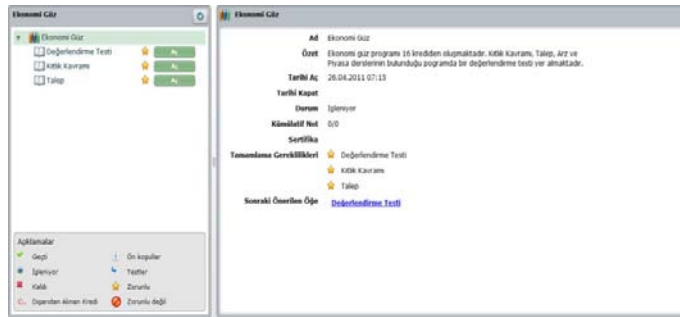 Ekonomi Güz
Ekonomi Güz
Değerlendirme Testi Aç
Kıtlık Kavramı Aç
Talep Aç
Açıklamalar
Geçti Ön koşullar
İşleniyor Testler
Kaldı Zorunlu
Dışarıdan Alınan Kredi Zorunlu değil
Ekonomi Güz
Ad Ekonomi Güz
Özet Ekonomi güz programı 16 krediden oluşmaktadır. Kıtlık Kavramı, Talep, Arz ve
Piyasa derslerinin bulunduğu pogramda bir değerlendirme testi yer almaktadır.
Tarihi Aç 26.04.2011 07:13
Tarihi Kapat
Durum İşleniyor
Kümülatif Not 0/0
Sertifika
Tamamlama Gereklilikleri Değerlendirme Testi
Kıtlık Kavramı
Talep
Sonraki Önerilen Öğe Değerlendirme Testi